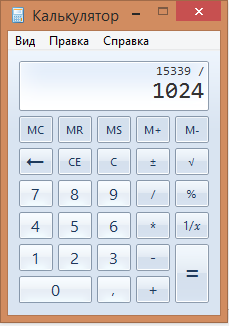 Калькулятор
Вид Правка Справка
15339 /
1024
MC MR MS M+ M-
← CE C ± √
7 8 9 / %
4 5 6 * 1/x
1 2 3 - =
0 , +